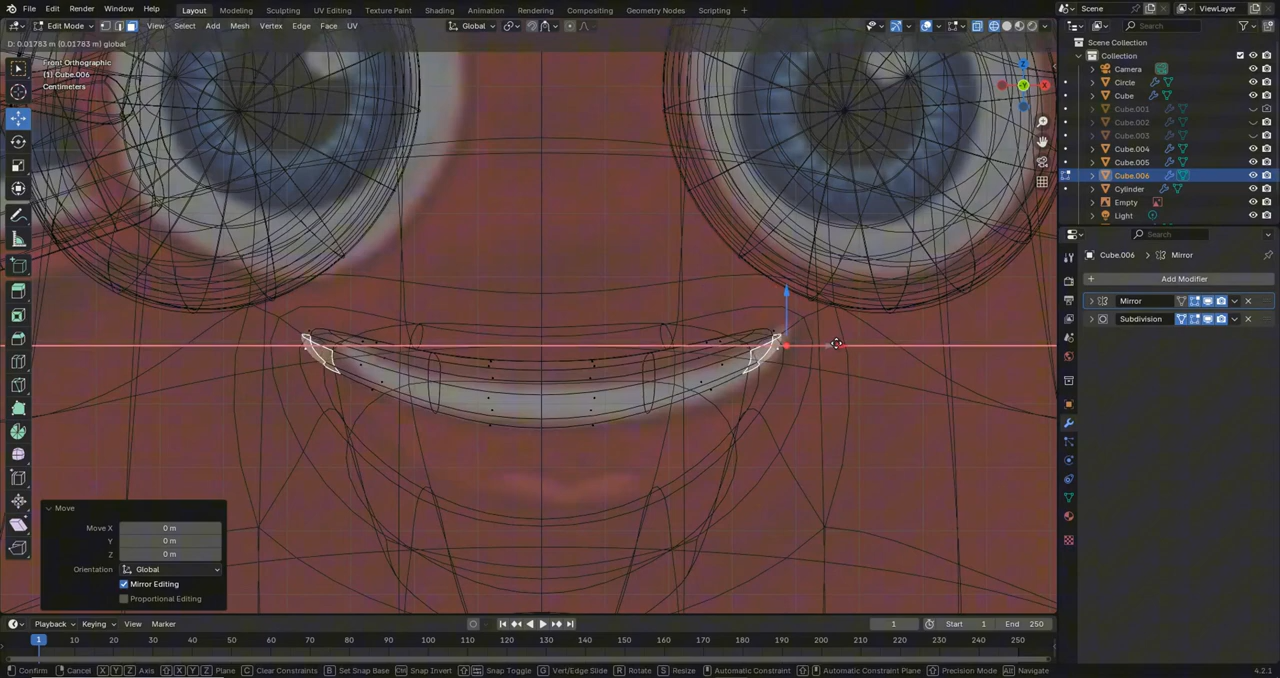 File Edit Render Window Help Layout Modeling Sculpting UV Editing Texture Paint Shading Animation Rendering Compositing Geometry Nodes Scripting Scene ViewLayer
Edit Mode View Select Add Mesh Vertex Edge Face UV Global Search
D: 0.01783 m (0.01783 m) global
Front Orthographic
(1) Cube.006
Centimeters
Z
X
-Y
Scene Collection
Collection
Camera
Circle
Cube
Cube.001
Cube.002
Cube.003
Cube.004
Cube.005
Cube.006
Cylinder
Empty
Light
Search
Cube.006 > Mirror
+ Add Modifier
Mirror
Subdivision
Move
Move X 0 m
Y 0 m
Z 0 m
Orientation Global
Mirror Editing
Proportional Editing
Playback Keying View Marker 1 Start 1 End 250
1 10 20 30 40 50 60 70 80 90 100 110 120 130 140 150 160 170 180 190 200 210 220 230 240 250
Confirm Cancel X Y Z Axis X Y Z Plane C Clear Constraints B Set Snap Base Ctrl Snap Invert Snap Toggle G Vert/Edge Slide R Rotate S Resize Automatic Constraint Automatic Constraint Plane Precision Mode Alt Navigate 4.2.1